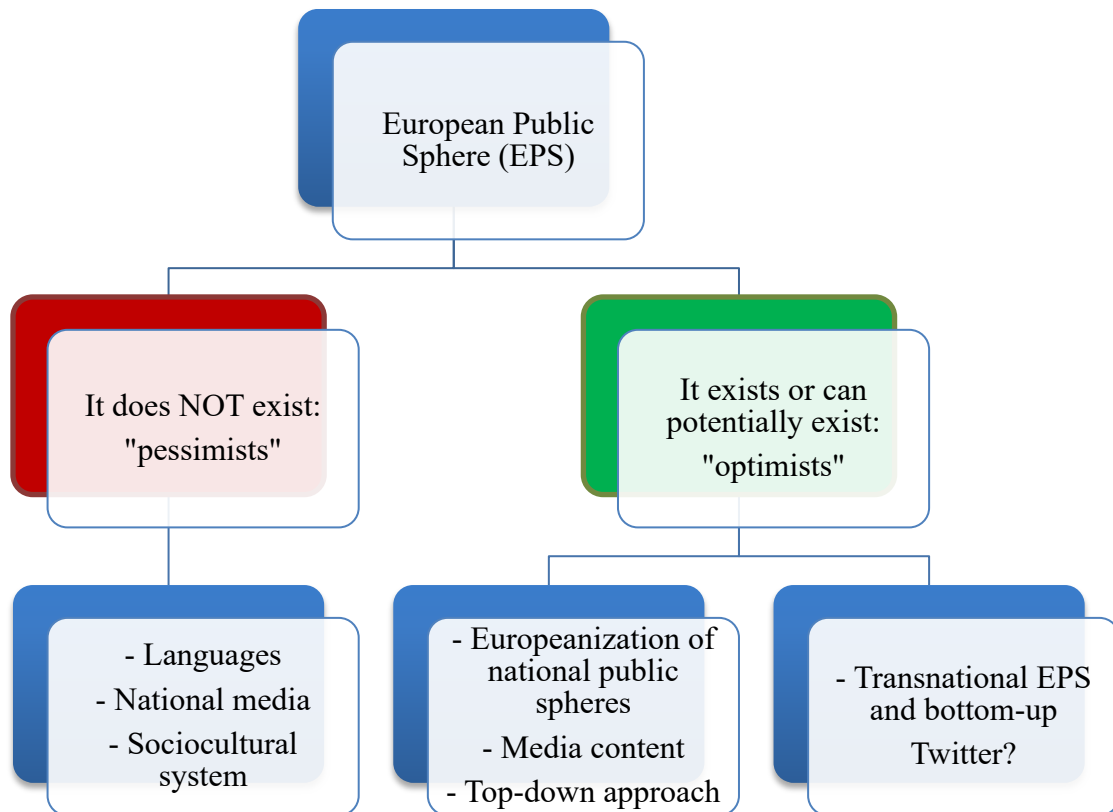 European Public
Sphere (EPS)
It does NOT exist:
"pessimists"
It exists or can
potentially exist:
"optimists"
- Languages
- National media
- Sociocultural
system
- Europeanization of
national public
spheres
- Media content
- Top-down approach
- Transnational EPS
and bottom-up
Twitter?